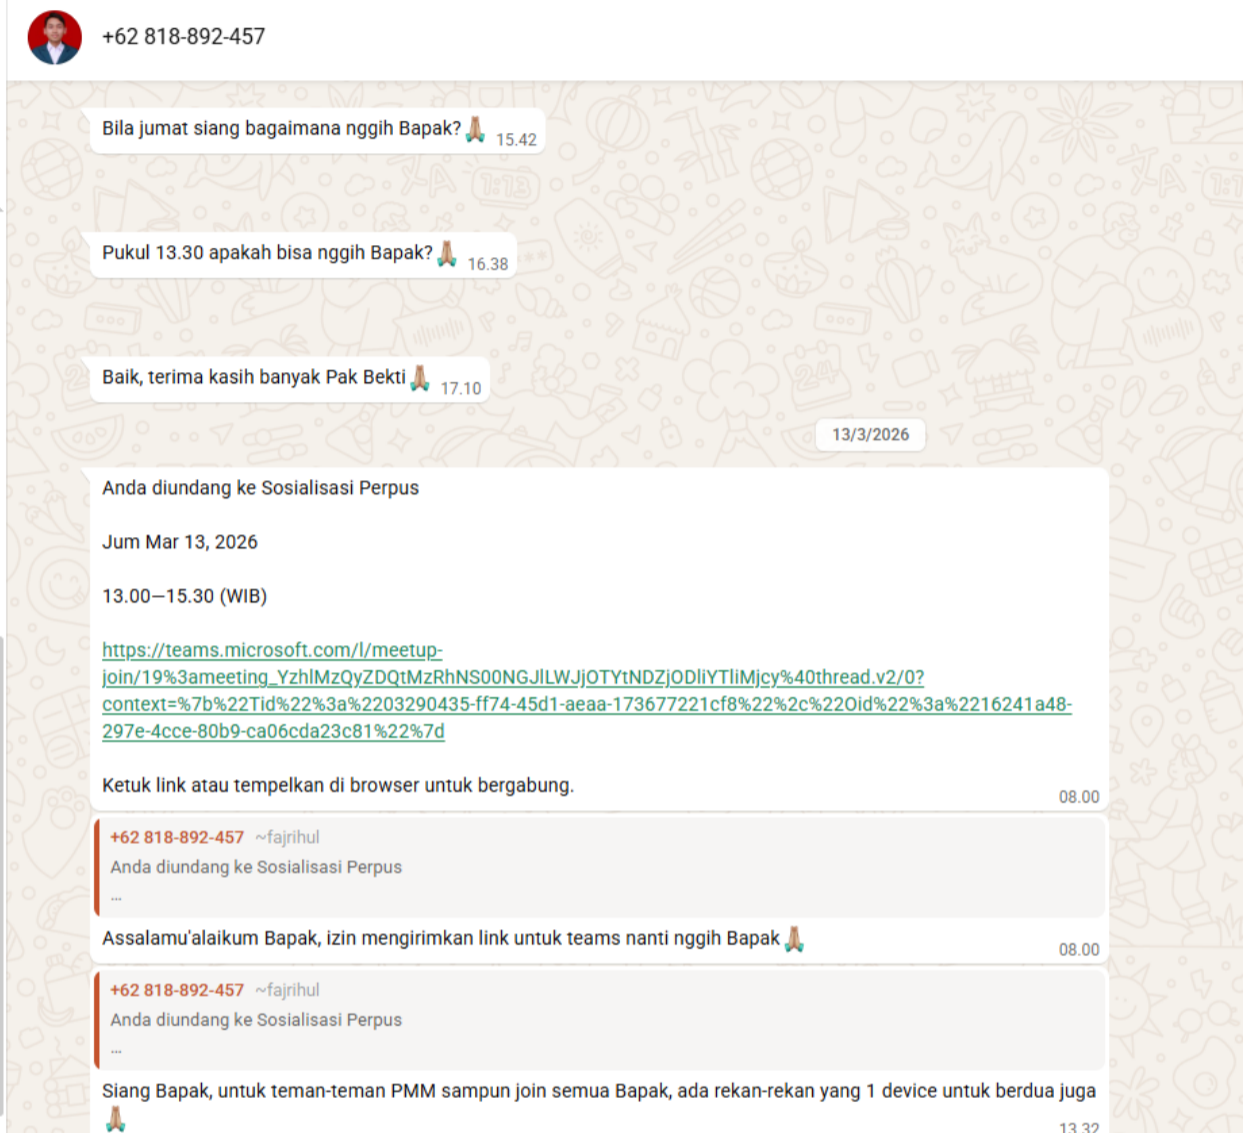 +62 818-892-457
Bila jumat siang bagaimana nggih Bapak?🙏🏼 15.42
Pukul 13.30 apakah bisa nggih Bapak?🙏🏼 16.38
Baik, terima kasih banyak Pak Bekti🙏🏼 17.10
13/3/2026
Anda diundang ke Sosialisasi Perpus
Jum Mar 13, 2026
13.00—15.30 (WIB)
https://teams.microsoft.com/l/meetup-
join/19%3ameeting_YzhlMzQyZDQtMzRhNS00NGJlLWJjOTYtNDZjODliYTliMjcy%40thread.v2/0?
context=%7b%22Tid%22%3a%2203290435-ff74-45d1-aeaa-173677221cf8%22%2c%22Oid%22%3a%2216241a48-
297e-4cce-80b9-ca06cda23c81%22%7d
Ketuk link atau tempelkan di browser untuk bergabung.
08.00
+62 818-892-457 ~fajrihul
Anda diundang ke Sosialisasi Perpus
...
Assalamu'alaikum Bapak, izin mengirimkan link untuk teams nanti nggih Bapak🙏🏼
08.00
+62 818-892-457 ~fajrihul
Anda diundang ke Sosialisasi Perpus
...
Siang Bapak, untuk teman-teman PMM sampun join semua Bapak, ada rekan-rekan yang 1 device untuk berdua juga
🙏🏼 13.32